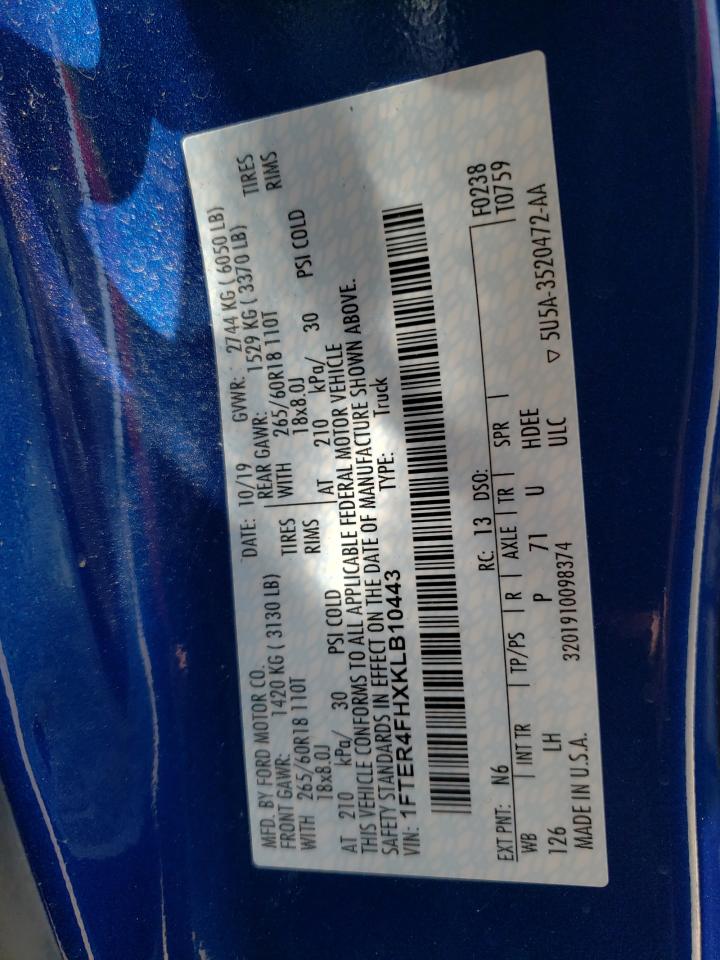 MFD. BY FORD MOTOR CO.
DATE: 10/19 GVWR: 2744 KG ( 6050 LB)
FRONT GAWR: 1420 KG ( 3130 LB) REAR GAWR: 1529 KG ( 3370 LB)
WITH 265/60R18 110T TIRES WITH 265/60R18 110T TIRES
18x8.0J RIMS 18x8.0J RIMS
AT 210 kPa/ 30 PSI COLD AT 210 kPa/ 30 PSI COLD
THIS VEHICLE CONFORMS TO ALL APPLICABLE FEDERAL MOTOR VEHICLE
SAFETY STANDARDS IN EFFECT ON THE DATE OF MANUFACTURE SHOWN ABOVE.
VIN: 1FTER4FHXKLB10443 TYPE: Truck
EXT PNT: N6 RC: 13 DSO: F0238
WB INT TR TP/PS R AXLE TR SPR T0759
126 LH P 71 U HDEE
ULC
MADE IN U.S.A. 3201910098374 ▽ 5U5A-3520472-AA